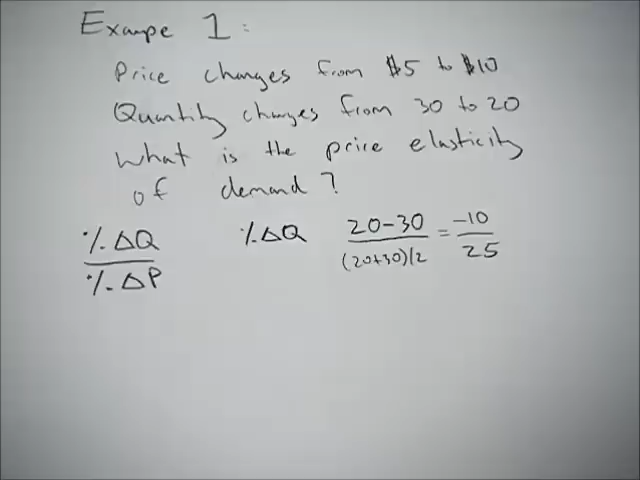 Exampe 1:
Price changes from $5 to $10
Quantity changes from 30 to 20
What is the price elasticity
of demand?
%ΔQ / %ΔP
%ΔQ (20-30)/((20+30)/2) = -10/25